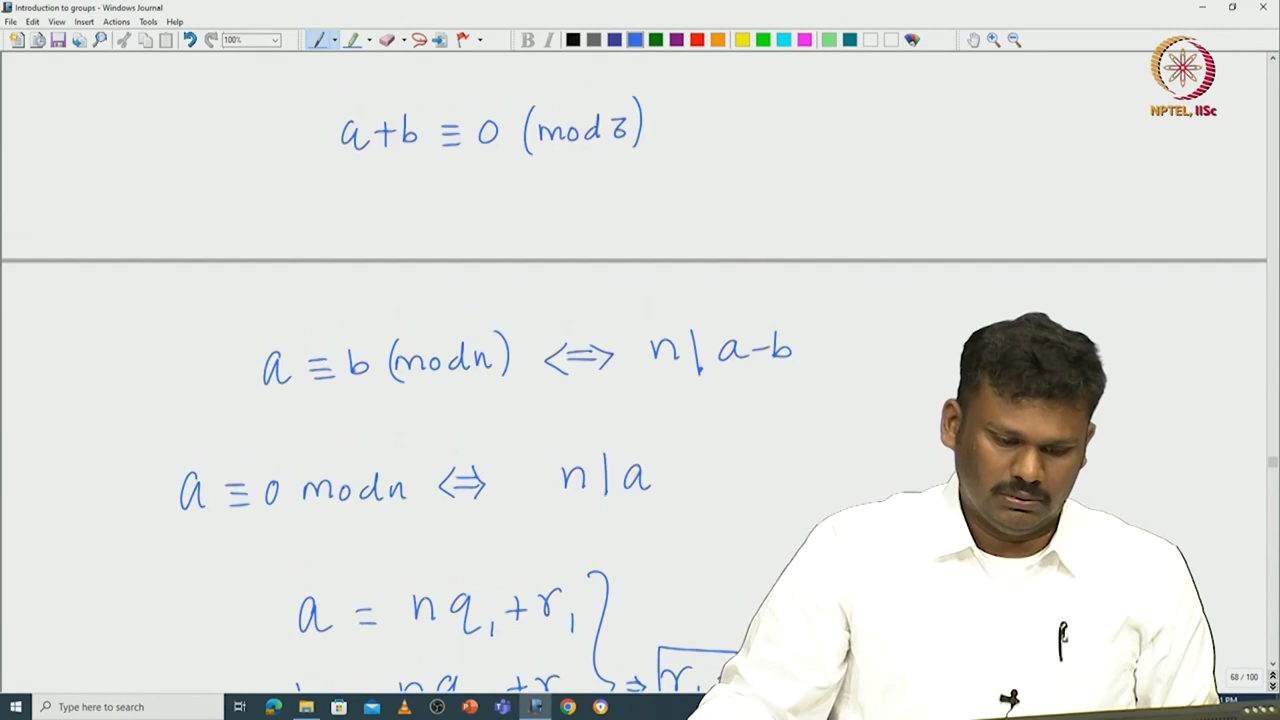 Introduction to groups - Windows Journal
File Edit View Insert Actions Tools Help
100%
B I
NPTEL, IISc
a+b ≡ 0 (mod 3)
a ≡ b (mod n) ⇔ n | a-b
a ≡ 0 mod n ⇔ n | a
a = nq₁ + r₁
68 / 100
Type here to search